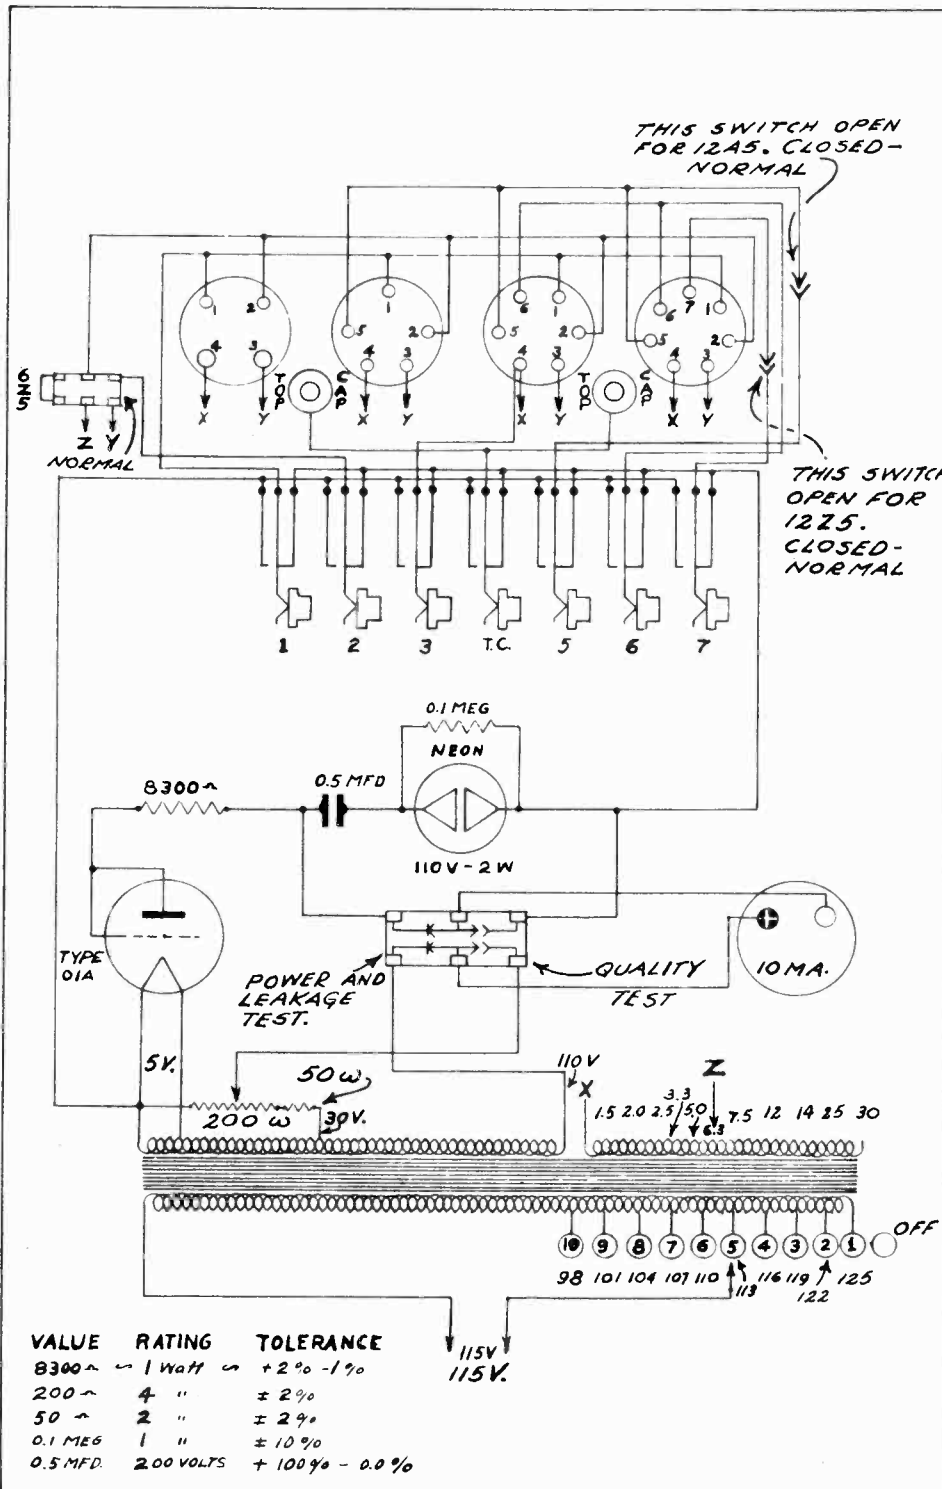 THIS SWITCH OPEN
FOR 12A5. CLOSED-
NORMAL
1 2 4 3
1 5 2 4 3
6 1 5 2 4 3
7 6 1 5 2 4 3
TOP
CAP
TOP
CAP
X Y X Y X Y X Y
6Z5
Z Y
NORMAL
THIS SWITCH
OPEN FOR
12Z5.
CLOSED-
NORMAL
1 2 3 T.C. 5 6 7
0.1 MEG
NEON
8300~
0.5 MFD
110V-2W
TYPE
01A
10 MA.
POWER AND
LEAKAGE
TEST.
QUALITY
TEST
5V.
50 ω
200 ω
30V.
110V
X
Z
1.5 2.0 2.5 3.3 5.0 6.3 7.5 12 14 25 30
10 9 8 7 6 5 4 3 2 1 OFF
98 101 104 107 110 113 116 119 122 125
115V
115V.
VALUE RATING TOLERANCE
8300~ ~ 1 Watt ~ +2% -1%
200~ 4 " ± 2%
50 ~ 2 " ± 2%
0.1 MEG 1 " ± 10%
0.5 MFD. 200 VOLTS + 100% - 0.0%